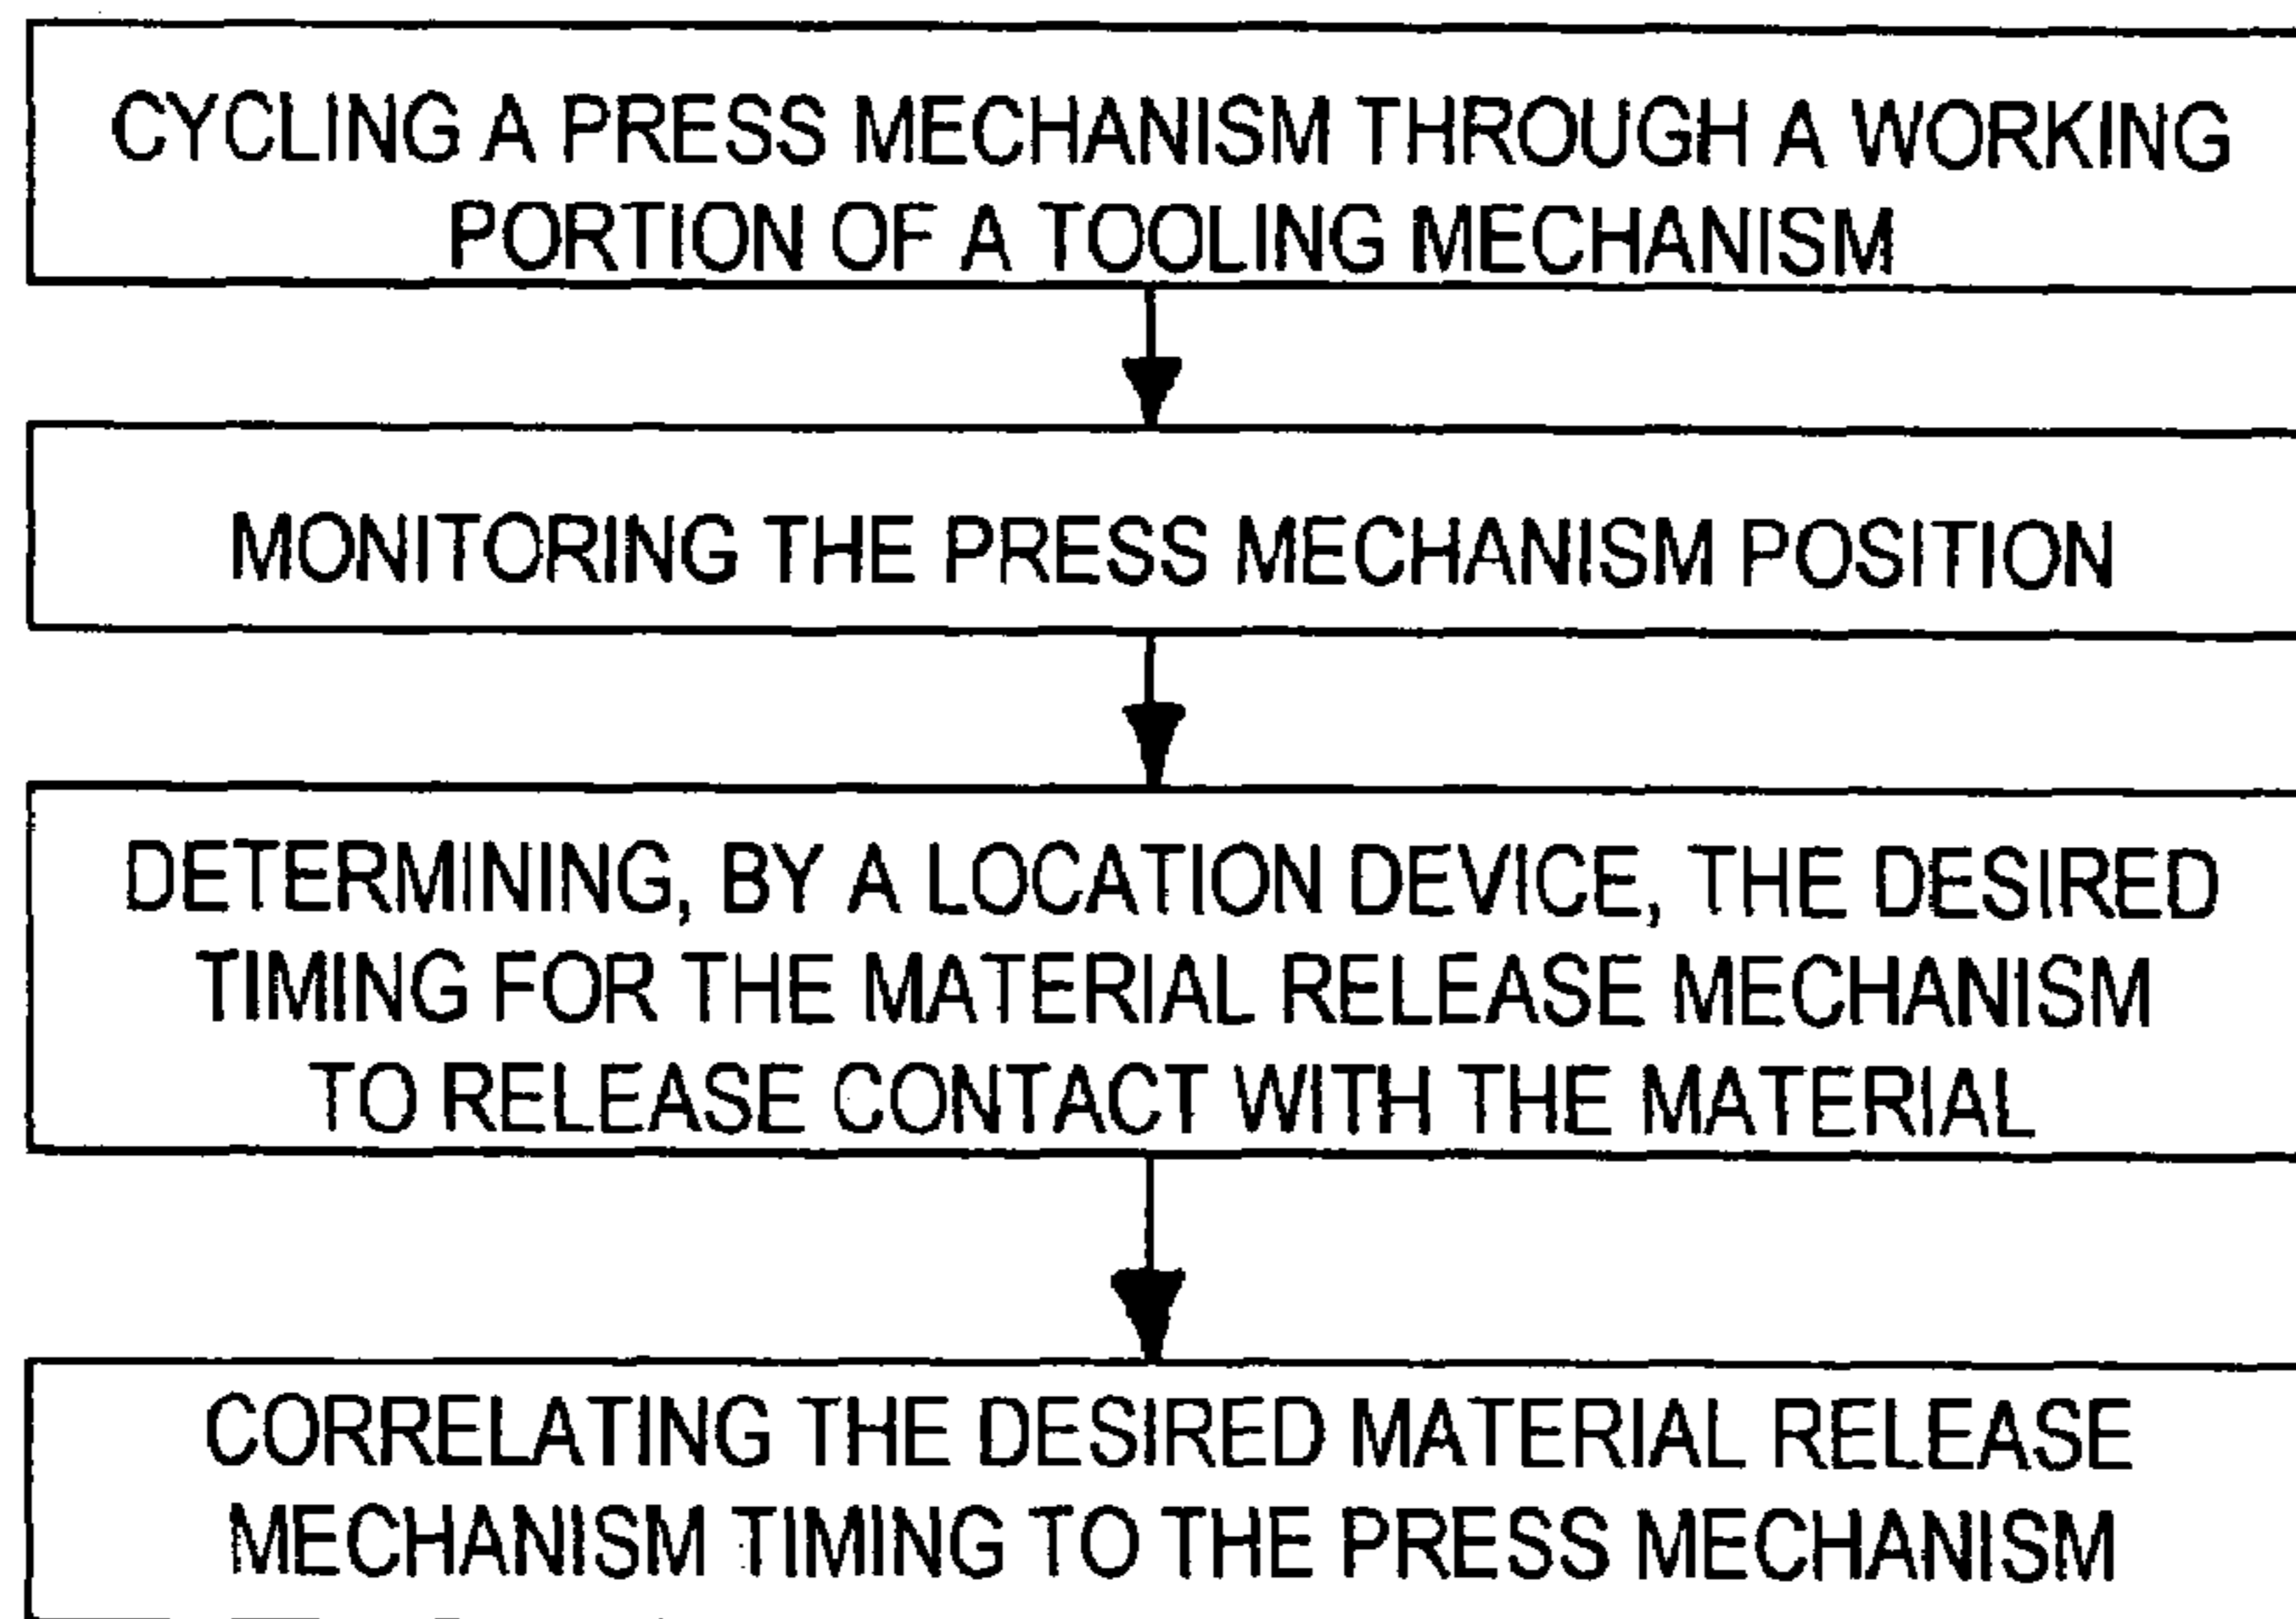 CYCLING A PRESS MECHANISM THROUGH A WORKING
PORTION OF A TOOLING MECHANISM
MONITORING THE PRESS MECHANISM POSITION
DETERMINING, BY A LOCATION DEVICE, THE DESIRED
TIMING FOR THE MATERIAL RELEASE MECHANISM
TO RELEASE CONTACT WITH THE MATERIAL
CORRELATING THE DESIRED MATERIAL RELEASE
MECHANISM TIMING TO THE PRESS MECHANISM